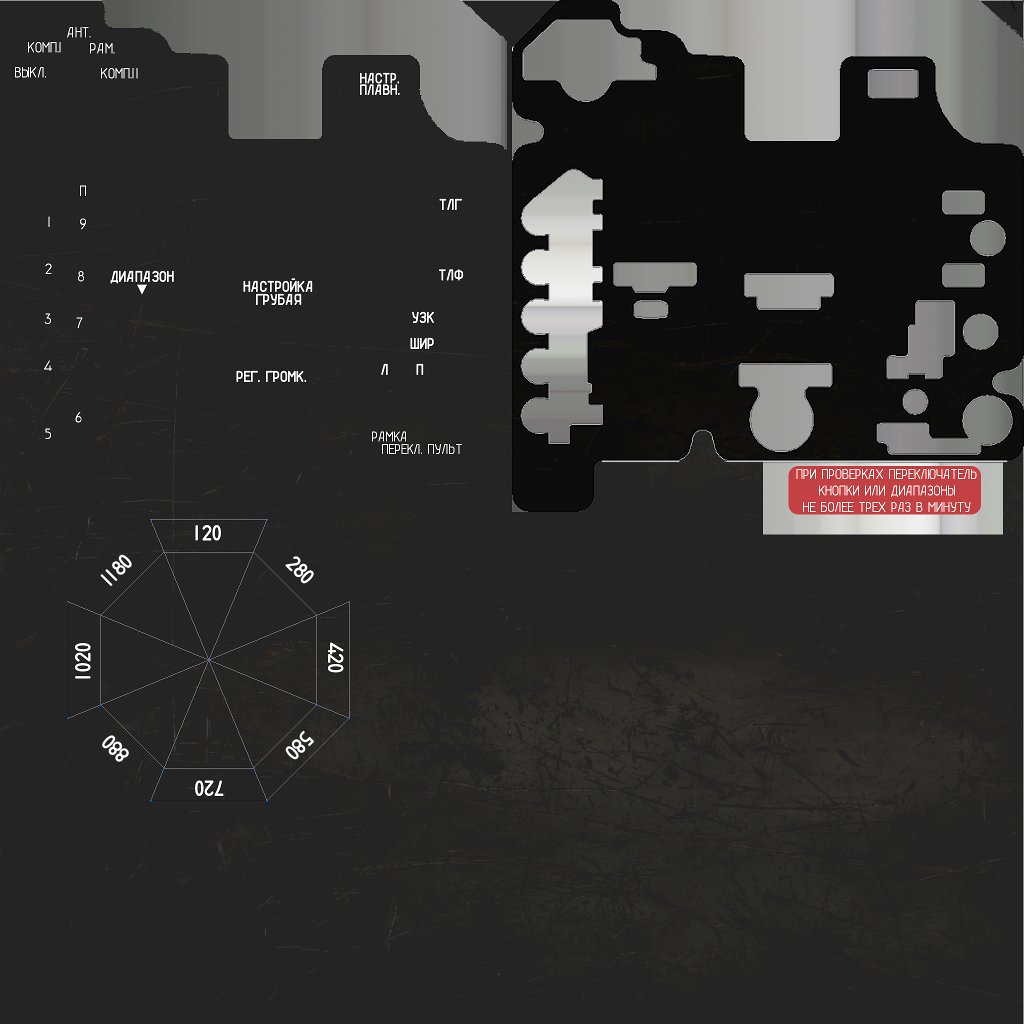 АНТ.
КОМП.I РАМ.
ВЫКЛ. КОМП.II
НАСТР.
ПЛАВН.
П
1 9
ТЛГ
2 8 ДИАПАЗОН
ТЛФ
НАСТРОЙКА
ГРУБАЯ
3 7
УЗК
ШИР
4
Л П
РЕГ. ГРОМК.
6
5
РАМКА
ПЕРЕКЛ. ПУЛЬТ
ПРИ ПРОВЕРКАХ ПЕРЕКЛЮЧАТЕЛЬ
КНОПКИ ИЛИ ДИАПАЗОНЫ
НЕ БОЛЕЕ ТРЕХ РАЗ В МИНУТУ
120
280
420
580
720
880
1020
1180